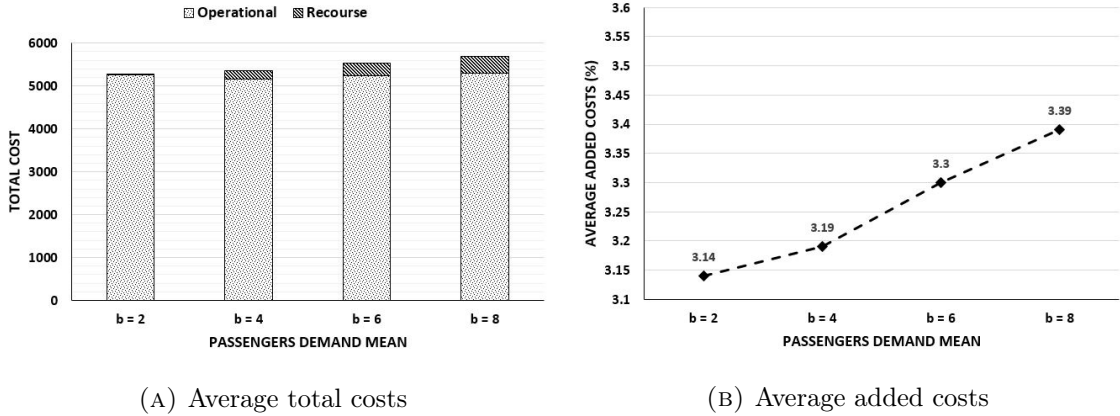 Operational Recourse
TOTAL COST
6000
5000
4000
3000
2000
1000
0
b = 2 b = 4 b = 6 b = 8
PASSENGERS DEMAND MEAN
(A) Average total costs
AVERAGE ADDED COSTS (%)
3.6
3.55
3.5
3.45
3.4
3.35
3.3
3.25
3.2
3.15
3.1
3.14
3.19
3.3
3.39
b = 2 b = 4 b = 6 b = 8
PASSENGERS DEMAND MEAN
(B) Average added costs